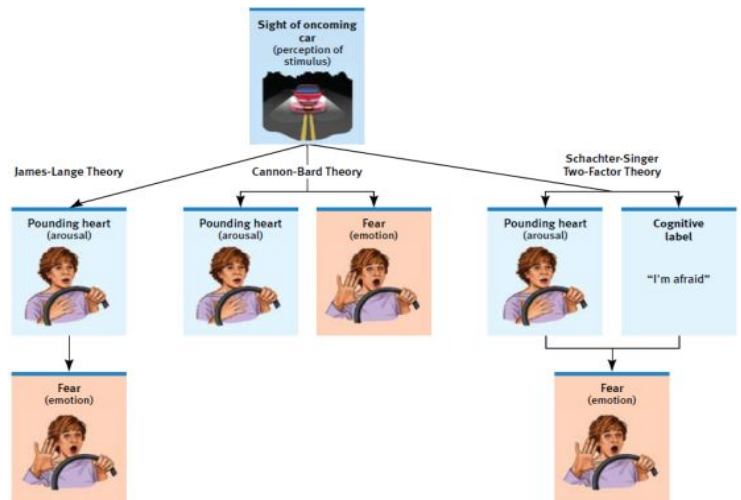 Sight of oncoming
car
(perception of
stimulus)
James-Lange Theory
Cannon-Bard Theory
Schachter-Singer
Two-Factor Theory
Pounding heart
(arousal)
Pounding heart
(arousal)
Fear
(emotion)
Pounding heart
(arousal)
Cognitive
label
"I'm afraid"
Fear
(emotion)
Fear
(emotion)